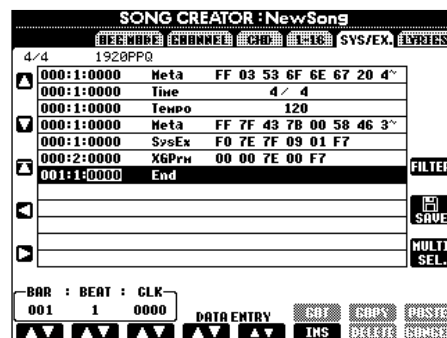 SONG CREATOR : NewSong
REC MODE CHANNEL CHD 1-16 SYS/EX. LYRICS
4/4 1920PPQ
000:1:0000 Meta FF 03 53 6F 6E 67 20 4~
000:1:0000 Time 4/ 4
000:1:0000 Tempo 120
000:1:0000 Meta FF 7F 43 7B 00 58 46 3~
000:1:0000 SysEx F0 7E 7F 09 01 F7
000:2:0000 XGPrm 00 00 7E 00 F7
001:1:0000 End
FILTER
SAVE
MULTI
SEL.
BAR : BEAT : CLK
001 1 0000
DATA ENTRY
CUT COPY PASTE
INS DELETE CANCEL